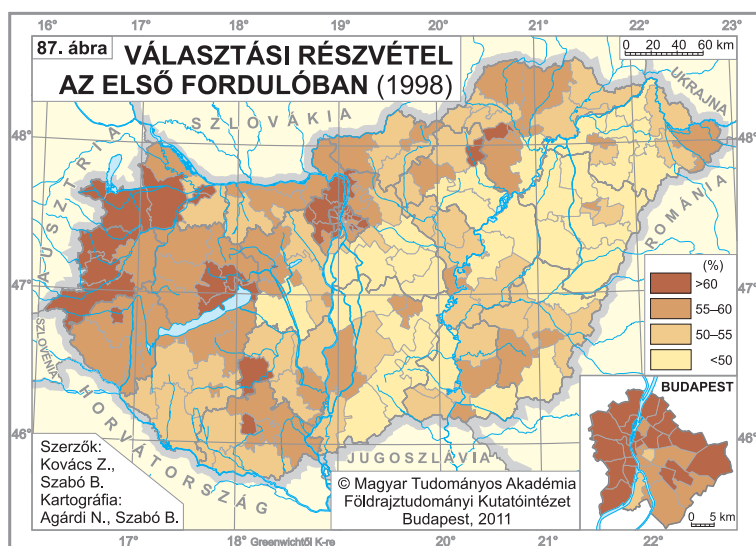 16° 17° 18° 19° 20° 21° 22° 23°
87. ábra
VÁLASZTÁSI RÉSZVÉTEL
AZ ELSŐ FORDULÓBAN (1998)
0 20 40 60 km
UKRAJNA
SZLOVÁKIA
AUSZTRIA
48°
48°
ROMÁNIA
(%)
>60
55–60
50–55
<50
47°
47°
SZLOVÉNIA
HORVÁTORSZÁG
BUDAPEST
46°
46°
JUGOSZLÁVIA
Szerzők:
Kovács Z.,
Szabó B.
Kartográfia:
Agárdi N., Szabó B.
© Magyar Tudományos Akadémia
Földrajztudományi Kutatóintézet
Budapest, 2011
0 5 km
17° 18° Greenwichtől K-re 19° 20° 21° 22°